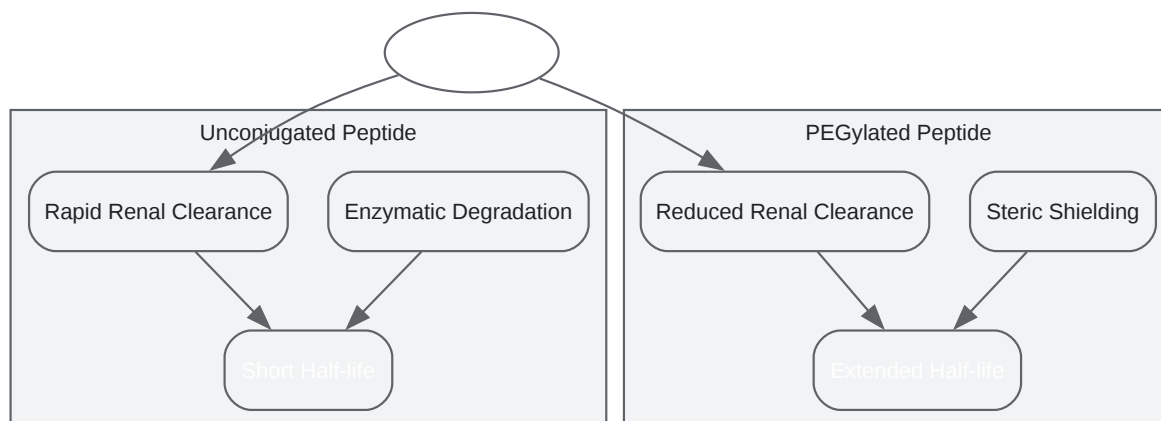 Unconjugated Peptide
PEGylated Peptide
Rapid Renal Clearance
Enzymatic Degradation
Reduced Renal Clearance
Steric Shielding
Short Half-life
Extended Half-life